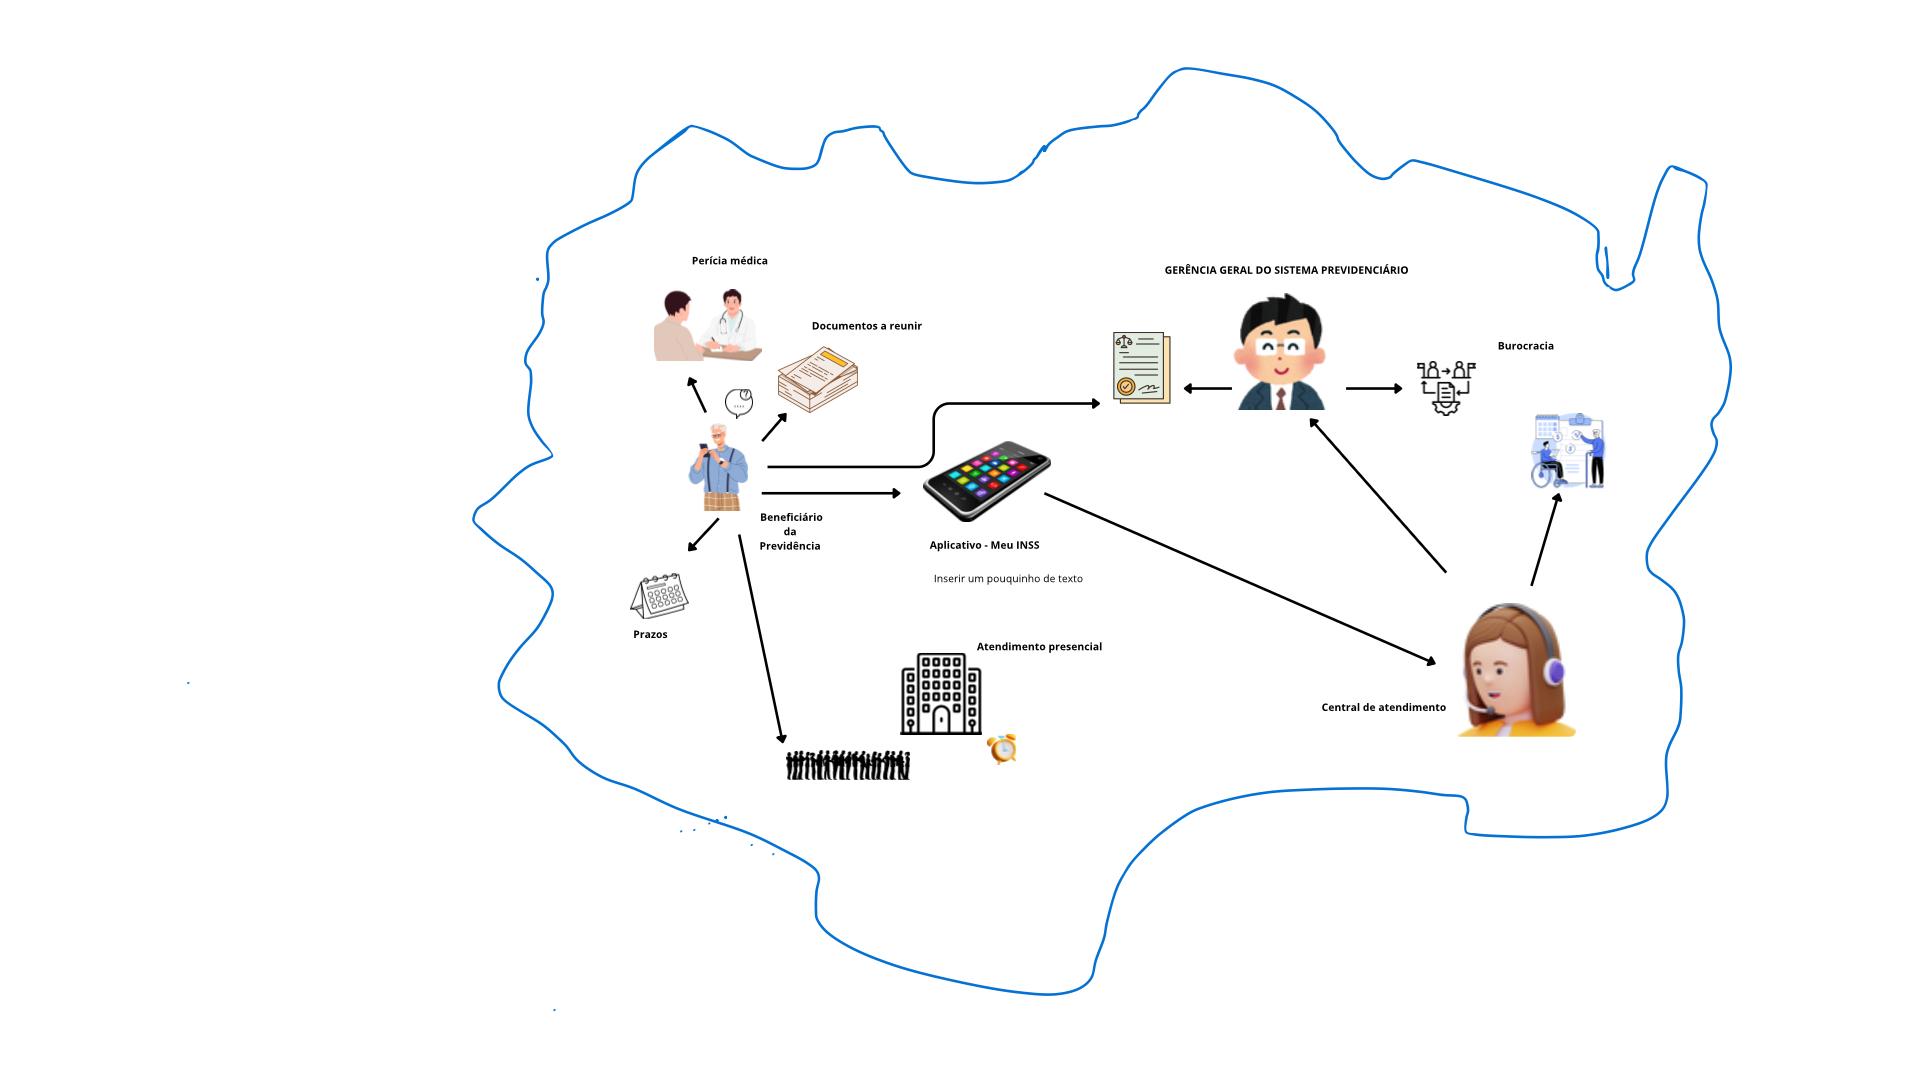 Perícia médica
GERÊNCIA GERAL DO SISTEMA PREVIDENCIÁRIO
Documentos a reunir
Burocracia
Beneficiário
da
Previdência
Aplicativo - Meu INSS
Inserir um pouquinho de texto
Prazos
Atendimento presencial
Central de atendimento